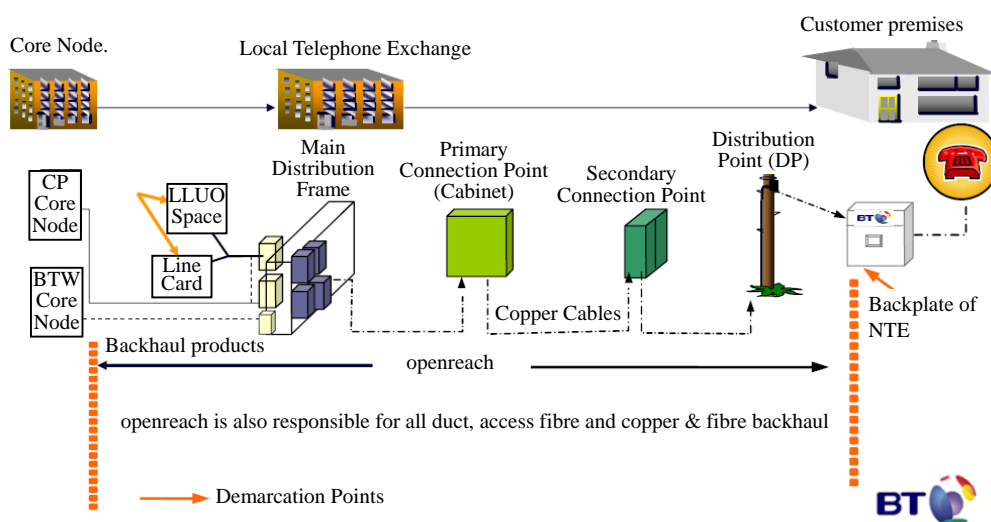 Core Node.
Local Telephone Exchange
Customer premises
Main
Distribution
Frame
Primary
Connection Point
(Cabinet)
Secondary
Connection Point
Distribution
Point (DP)
CP
Core
Node
LLUO
Space
Line
Card
BTW
Core
Node
BT
Copper Cables
Backplate of
NTE
Backhaul products
openreach
openreach is also responsible for all duct, access fibre and copper & fibre backhaul
Demarcation Points
BT